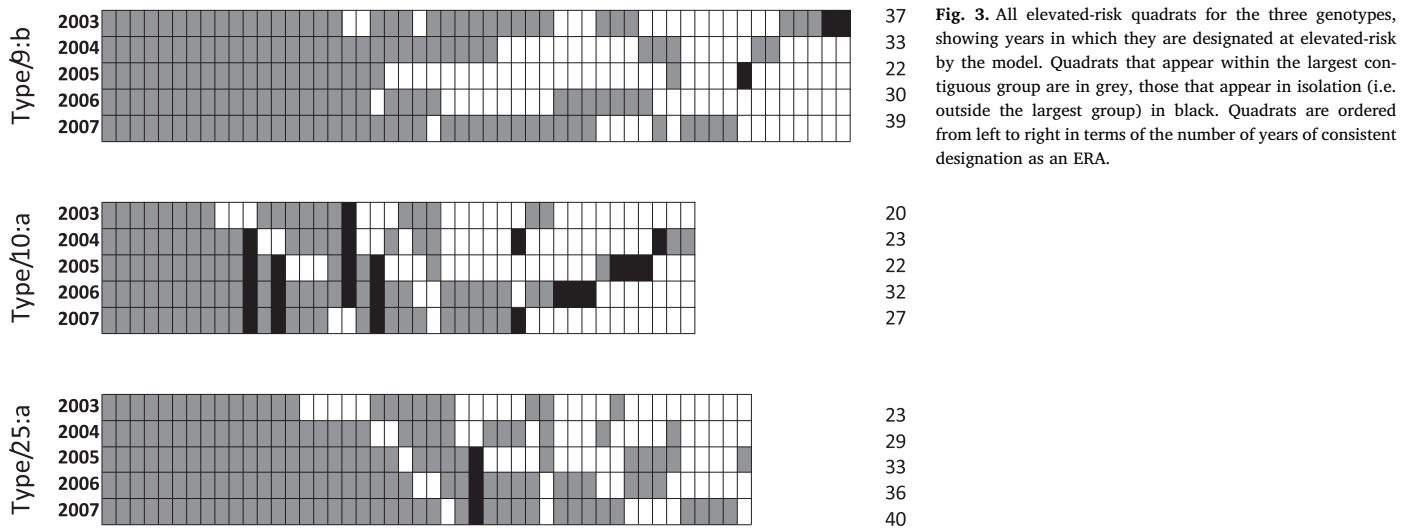 Type/9:b
2003 37
2004 33
2005 22
2006 30
2007 39
Type/10:a
2003 20
2004 23
2005 22
2006 32
2007 27
Type/25:a
2003 23
2004 29
2005 33
2006 36
2007 40
Fig. 3. All elevated-risk quadrats for the three genotypes,
showing years in which they are designated at elevated-risk
by the model. Quadrats that appear within the largest con-
tiguous group are in grey, those that appear in isolation (i.e.
outside the largest group) in black. Quadrats are ordered
from left to right in terms of the number of years of consistent
designation as an ERA.